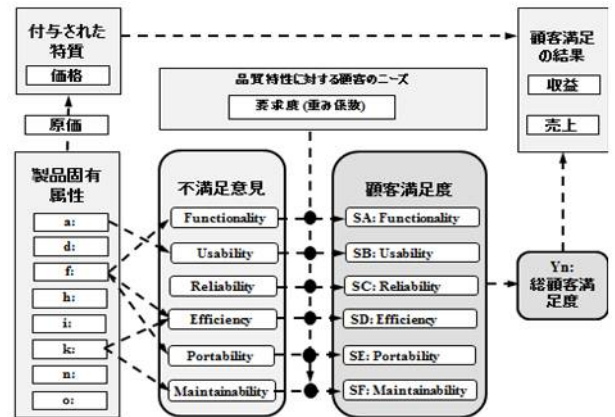 付与された
特質
価格
原価
製品固有
属性
a:
d:
f:
h:
i:
k:
n:
o:
品質特性に対する顧客のニーズ
要求度 (重み係数)
不満足意見
Functionality
Usability
Reliability
Efficiency
Portability
Maintainability
顧客満足度
SA: Functionality
SB: Usability
SC: Reliability
SD: Efficiency
SE: Portability
SF: Maintainability
顧客満足
の結果
収益
売上
Yn:
総顧客満
足度